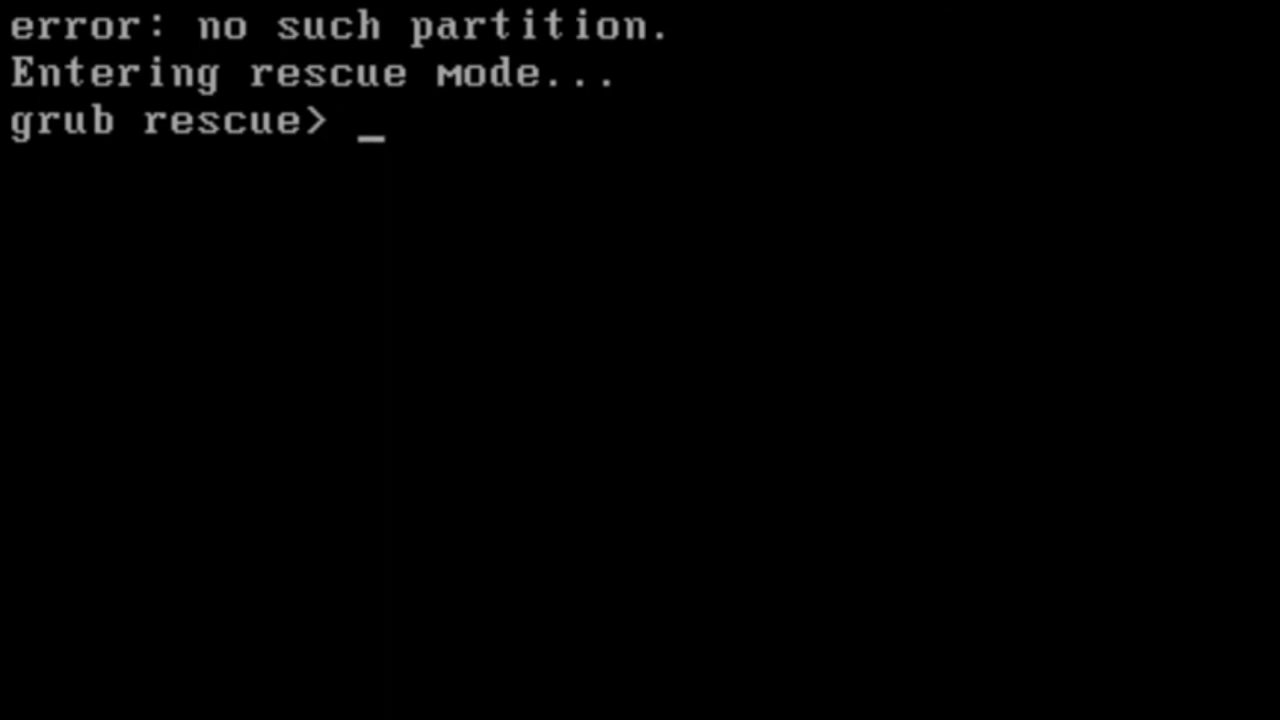 error: no such partition.
Entering rescue mode...
grub rescue> _